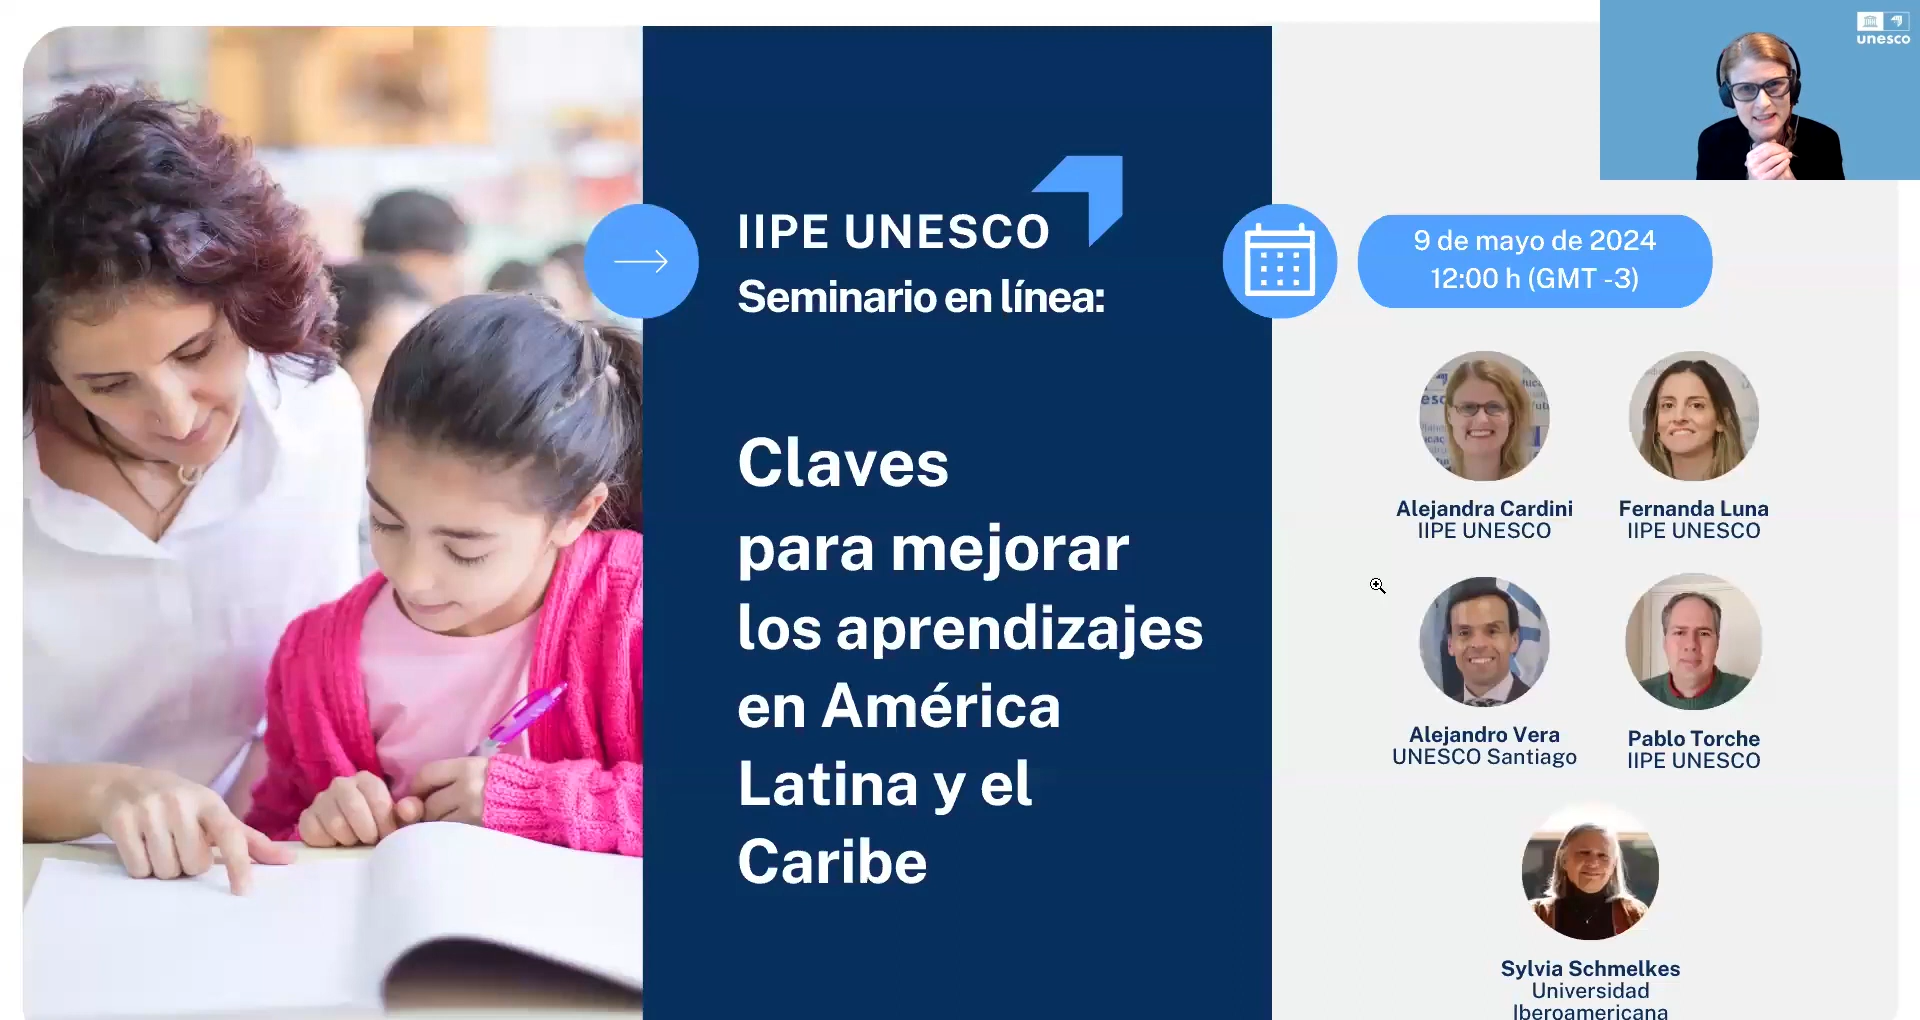 unesco
IIPE UNESCO
Seminario en línea:
Claves
para mejorar
los aprendizajes
en América
Latina y el
Caribe
9 de mayo de 2024
12:00 h (GMT -3)
Alejandra Cardini
IIPE UNESCO
Fernanda Luna
IIPE UNESCO
Alejandro Vera
UNESCO Santiago
Pablo Torche
IIPE UNESCO
Sylvia Schmelkes
Universidad
Iberoamericana